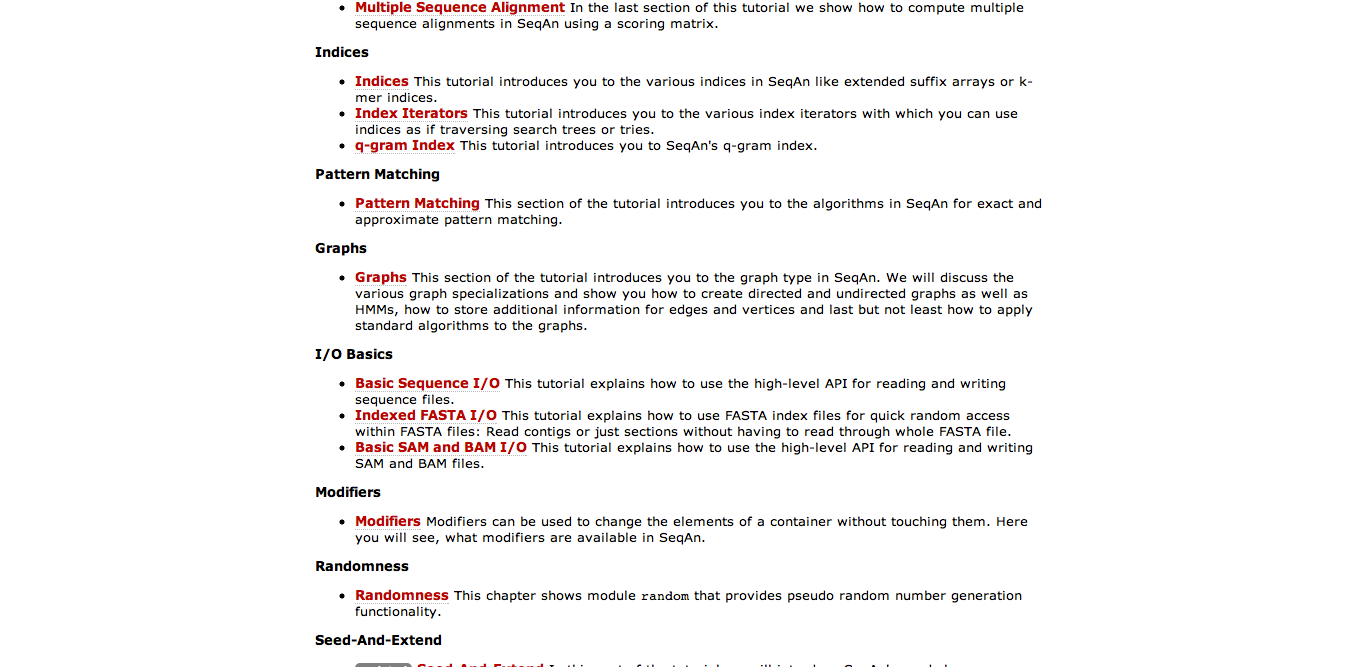 Multiple Sequence Alignment In the last section of this tutorial we show how to compute multiple
sequence alignments in SeqAn using a scoring matrix.
Indices
Indices This tutorial introduces you to the various indices in SeqAn like extended suffix arrays or k-
mer indices.
Index Iterators This tutorial introduces you to the various index iterators with which you can use
indices as if traversing search trees or tries.
q-gram Index This tutorial introduces you to SeqAn's q-gram index.
Pattern Matching
Pattern Matching This section of the tutorial introduces you to the algorithms in SeqAn for exact and
approximate pattern matching.
Graphs
Graphs This section of the tutorial introduces you to the graph type in SeqAn. We will discuss the
various graph specializations and show you how to create directed and undirected graphs as well as
HMMs, how to store additional information for edges and vertices and last but not least how to apply
standard algorithms to the graphs.
I/O Basics
Basic Sequence I/O This tutorial explains how to use the high-level API for reading and writing
sequence files.
Indexed FASTA I/O This tutorial explains how to use FASTA index files for quick random access
within FASTA files: Read contigs or just sections without having to read through whole FASTA file.
Basic SAM and BAM I/O This tutorial explains how to use the high-level API for reading and writing
SAM and BAM files.
Modifiers
Modifiers Modifiers can be used to change the elements of a container without touching them. Here
you will see, what modifiers are available in SeqAn.
Randomness
Randomness This chapter shows module random that provides pseudo random number generation
functionality.
Seed-And-Extend
Seed-And-Extend